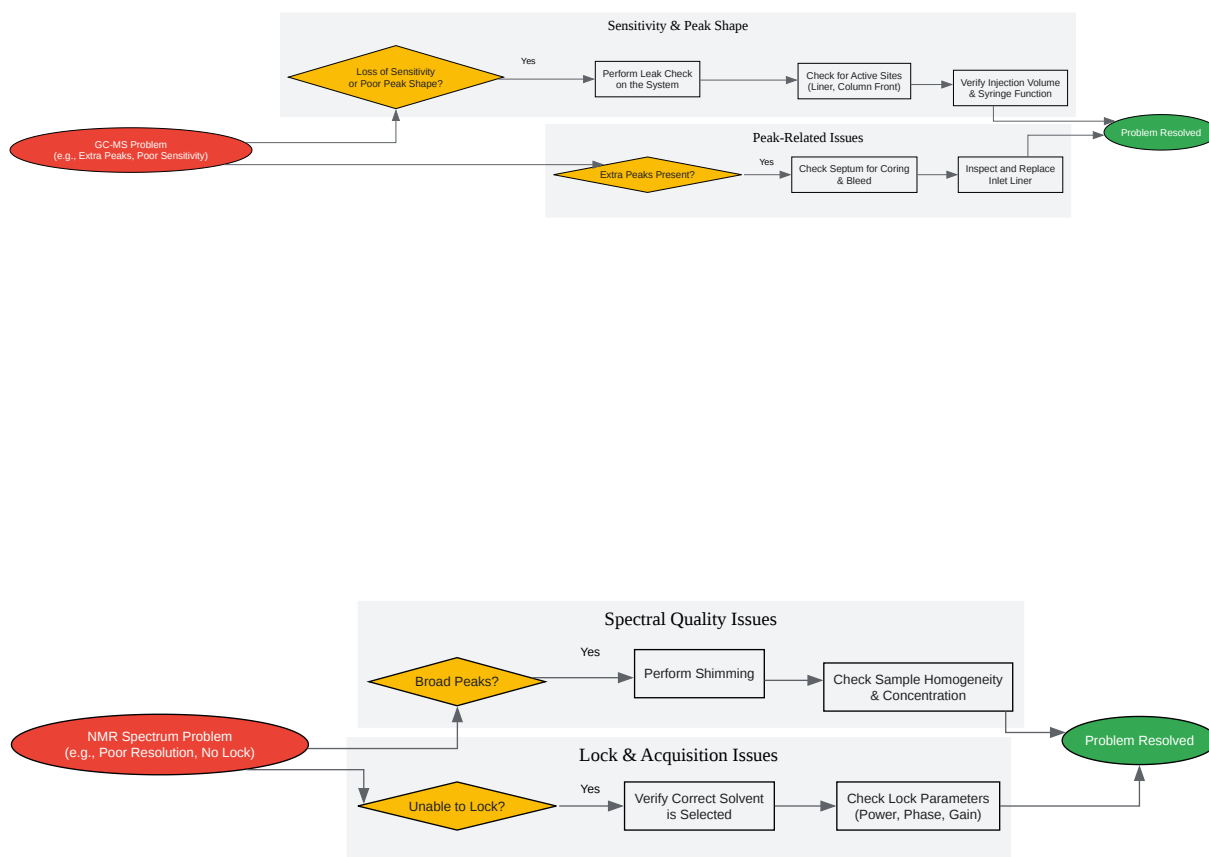 Sensitivity & Peak Shape
Loss of Sensitivity
or Poor Peak Shape?
Yes
Perform Leak Check
on the System
Check for Active Sites
(Liner, Column Front)
Verify Injection Volume
& Syringe Function
GC-MS Problem
(e.g., Extra Peaks, Poor Sensitivity)
Problem Resolved
Peak-Related Issues
Extra Peaks Present?
Yes
Check Septum for Coring
& Bleed
Inspect and Replace
Inlet Liner
Spectral Quality Issues
Broad Peaks?
Yes
Perform Shimming
Check Sample Homogeneity
& Concentration
NMR Spectrum Problem
(e.g., Poor Resolution, No Lock)
Problem Resolved
Lock & Acquisition Issues
Unable to Lock?
Yes
Verify Correct Solvent
is Selected
Check Lock Parameters
(Power, Phase, Gain)